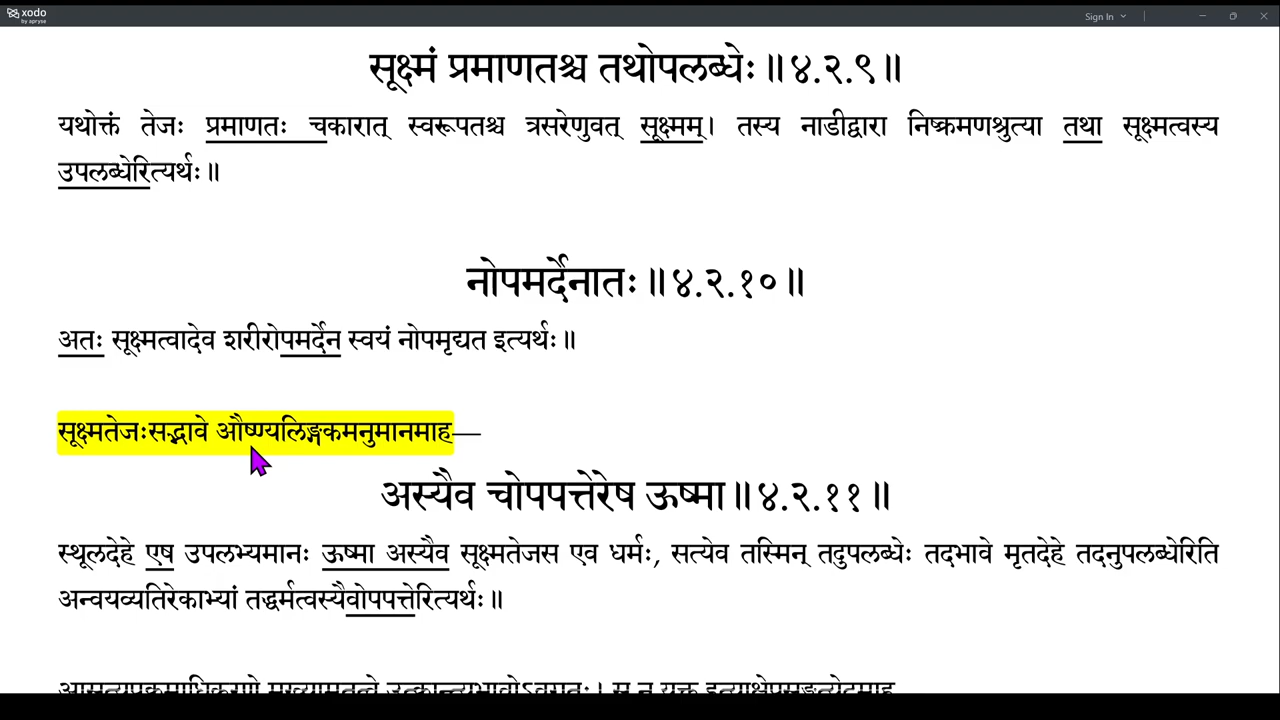 xodo
by apryse
Sign In
सूक्ष्मं प्रमाणतश्च तथोपलब्धेः॥४.२.९॥
यथोक्तं तेजः प्रमाणतः चकारात् स्वरूपतश्च त्रसरेणुवत् सूक्ष्मम्। तस्य नाडीद्वारा निष्क्रमणश्रुत्या तथा सूक्ष्मत्वस्य
उपलब्धेरित्यर्थः॥
नोपमर्देनातः॥४.२.१०॥
अतः सूक्ष्मत्वादेव शरीरोपमर्देन स्वयं नोपमृद्यत इत्यर्थः॥
सूक्ष्मतेजःसद्भावे औष्ण्यलिङ्गकमनुमानमाह—
अस्यैव चोपपत्तेरेष ऊष्मा॥४.२.११॥
स्थूलदेहे एष उपलभ्यमानः ऊष्मा अस्यैव सूक्ष्मतेजस एव धर्मः, सत्येव तस्मिन् तदुपलब्धेः तदभावे मृतदेहे तदनुपलब्धेरिति
अन्वयव्यतिरेकाभ्यां तद्धर्मत्वस्यैवोपपत्तेरित्यर्थः॥